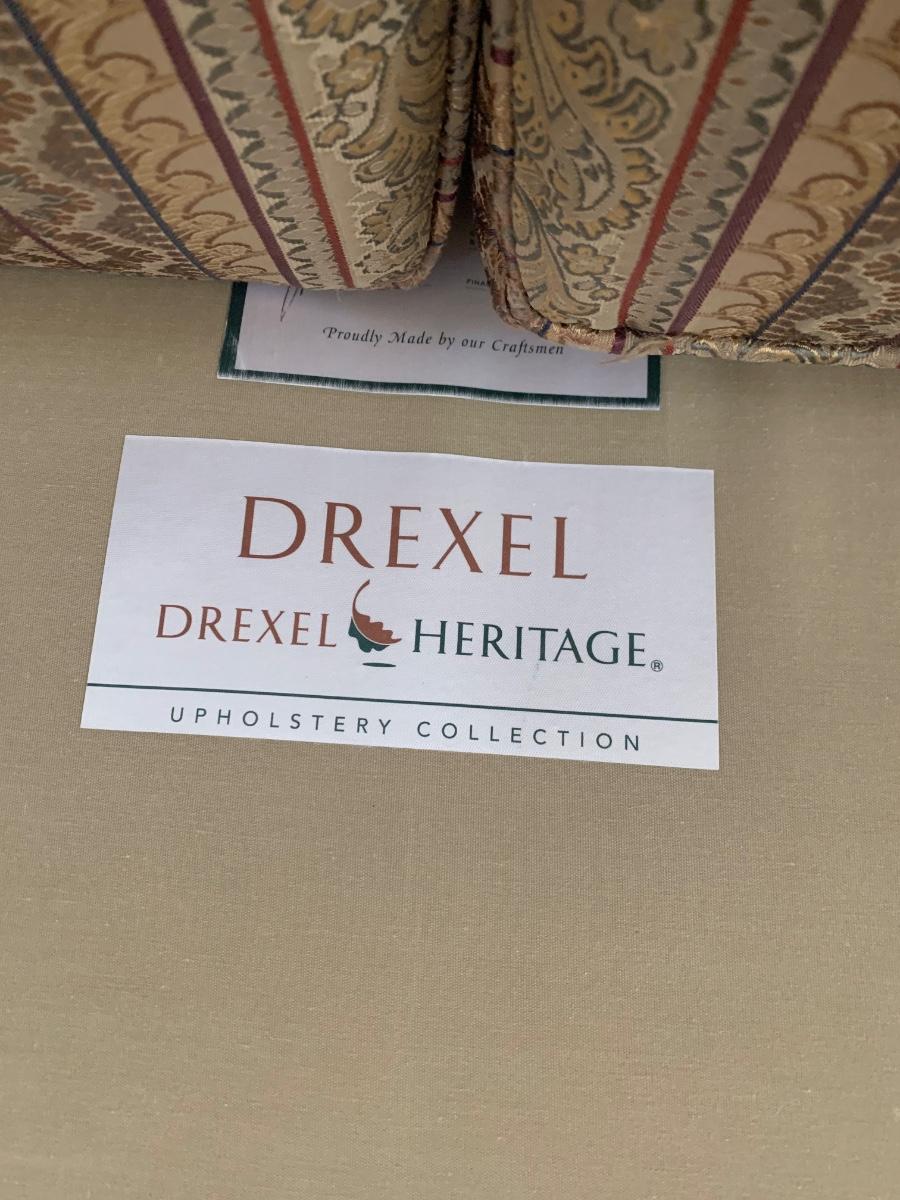 Proudly Made by our Craftsmen
DREXEL
DREXEL HERITAGE®
UPHOLSTERY COLLECTION